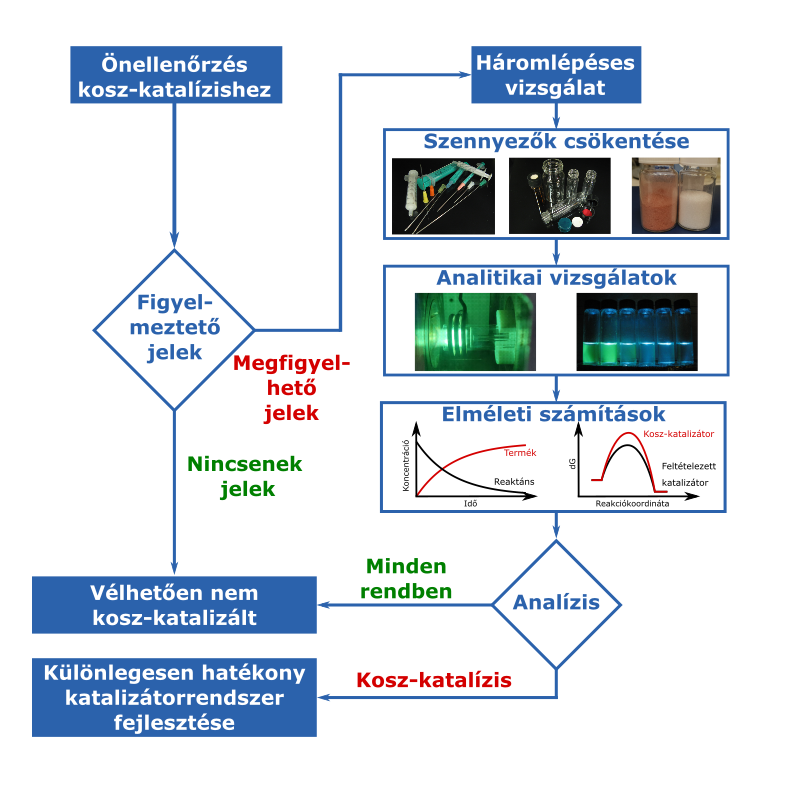 Önellenőrzés
kosz-katalízishez
Háromlépéses
vizsgálat
Szennyezők csökentése
Figyel-
meztető
jelek
Megfigyel-
hető
jelek
Analitikai vizsgálatok
Elméleti számítások
Koncentráció
Termék
Reaktáns
Idő
dG
Kosz-katalizátor
Feltételezett
katalizátor
Reakciókoordináta
Nincsenek
jelek
Minden
rendben
Analízis
Vélhetően nem
kosz-katalizált
Kosz-katalízis
Különlegesen hatékony
katalizátorrendszer
fejlesztése